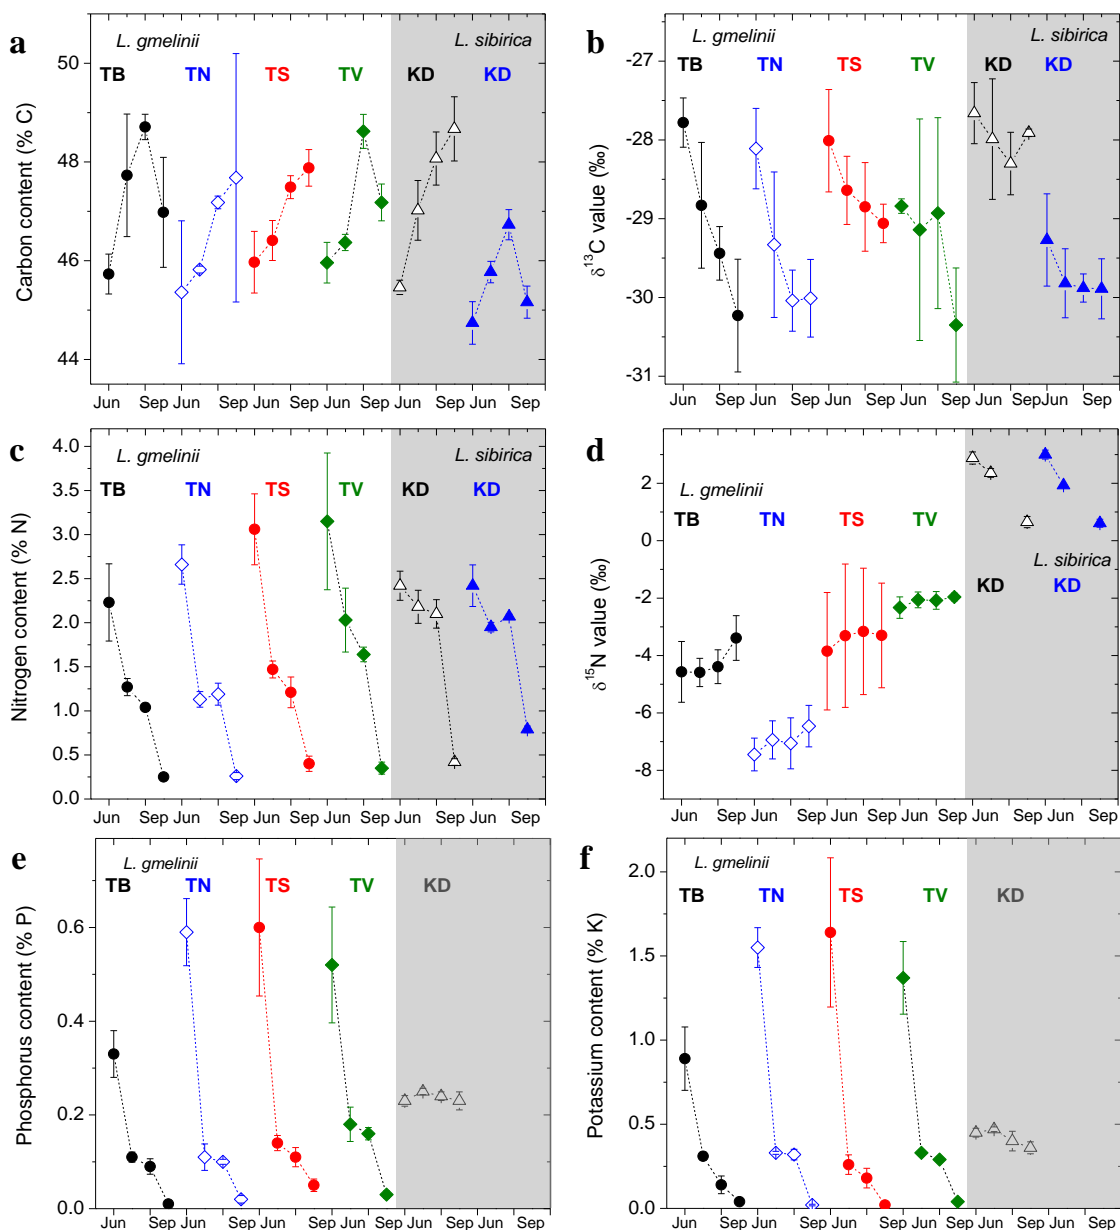 a
L. gmelinii
L. sibirica
TB
TN
TS
TV
KD
KD
Carbon content (% C)
50
48
46
44
Jun
Sep Jun
Sep Jun
Sep Jun
Sep Jun
Sep Jun
Sep
b
L. gmelinii
L. sibirica
TB
TN
TS
TV
KD
KD
δ13C value (‰)
-27
-28
-29
-30
-31
Jun
Sep Jun
Sep Jun
Sep Jun
Sep Jun
Sep Jun
Sep
c
L. gmelinii
L. sibirica
TB
TN
TS
TV
KD
KD
Nitrogen content (% N)
4.0
3.5
3.0
2.5
2.0
1.5
1.0
0.5
0.0
Jun
Sep Jun
Sep Jun
Sep Jun
Sep Jun
Sep Jun
Sep
d
L. gmelinii
TB
TN
TS
TV
L. sibirica
KD
KD
δ15N value (‰)
2
0
-2
-4
-6
-8
Jun
Sep Jun
Sep Jun
Sep Jun
Sep Jun
Sep Jun
Sep
e
L. gmelinii
TB
TN
TS
TV
KD
Phosphorus content (% P)
0.6
0.4
0.2
0.0
Jun
Sep Jun
Sep Jun
Sep Jun
Sep Jun
Sep Jun
Sep
f
L. gmelinii
TB
TN
TS
TV
KD
Potassium content (% K)
2.0
1.5
1.0
0.5
0.0
Jun
Sep Jun
Sep Jun
Sep Jun
Sep Jun
Sep Jun
Sep